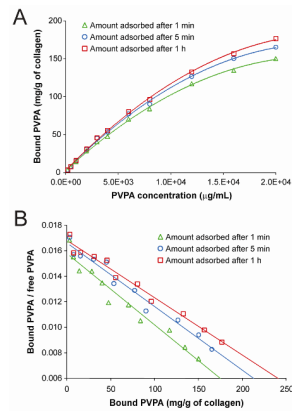 A
Bound PVPA (mg/g of collagen)
200
150
100
50
0
Amount adsorbed after 1 min
Amount adsorbed after 5 min
Amount adsorbed after 1 h
0.0E+00
5.0E+03
1.0E+04
1.5E+04
2.0E+04
PVPA concentration (μg/mL)
B
Bound PVPA / free PVPA
0.018
0.016
0.014
0.012
0.010
0.008
0.006
Amount adsorbed after 1 min
Amount adsorbed after 5 min
Amount adsorbed after 1 h
0
50
100
150
200
250
Bound PVPA (mg/g of collagen)